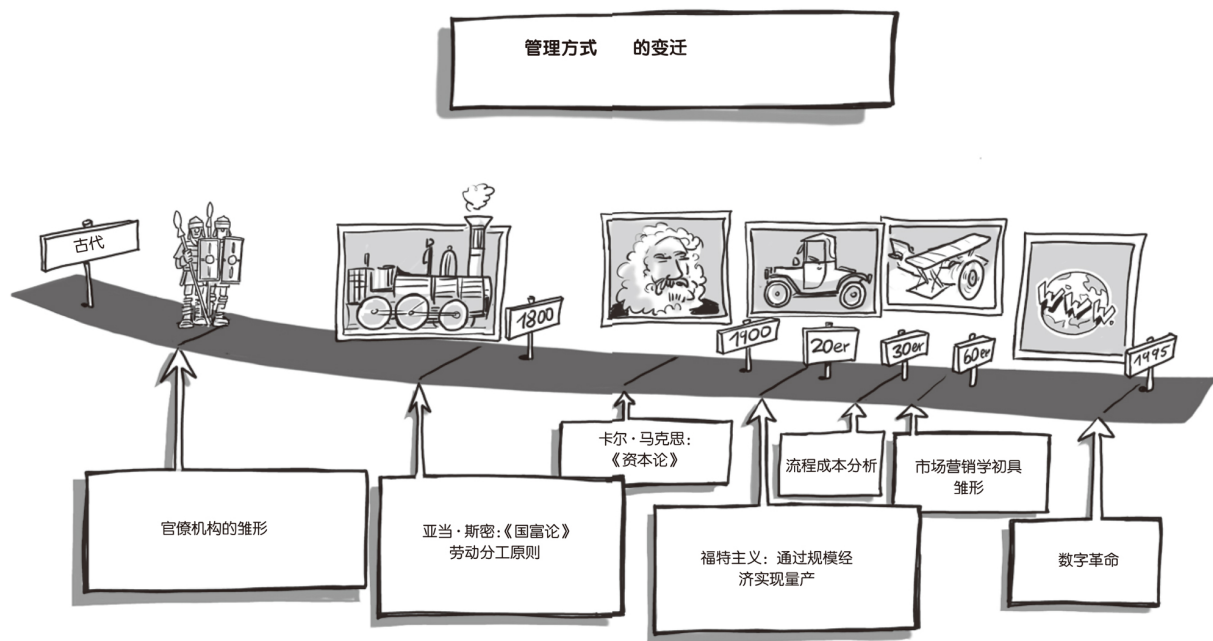 管理方式 的变迁
古代
1800
1900
20er
30er
60er
WWW.
1995
官僚机构的雏形
亚当·斯密：《国富论》
劳动分工原则
卡尔·马克思：
《资本论》
福特主义：通过规模经
济实现量产
流程成本分析
市场营销学初具
雏形
数字革命